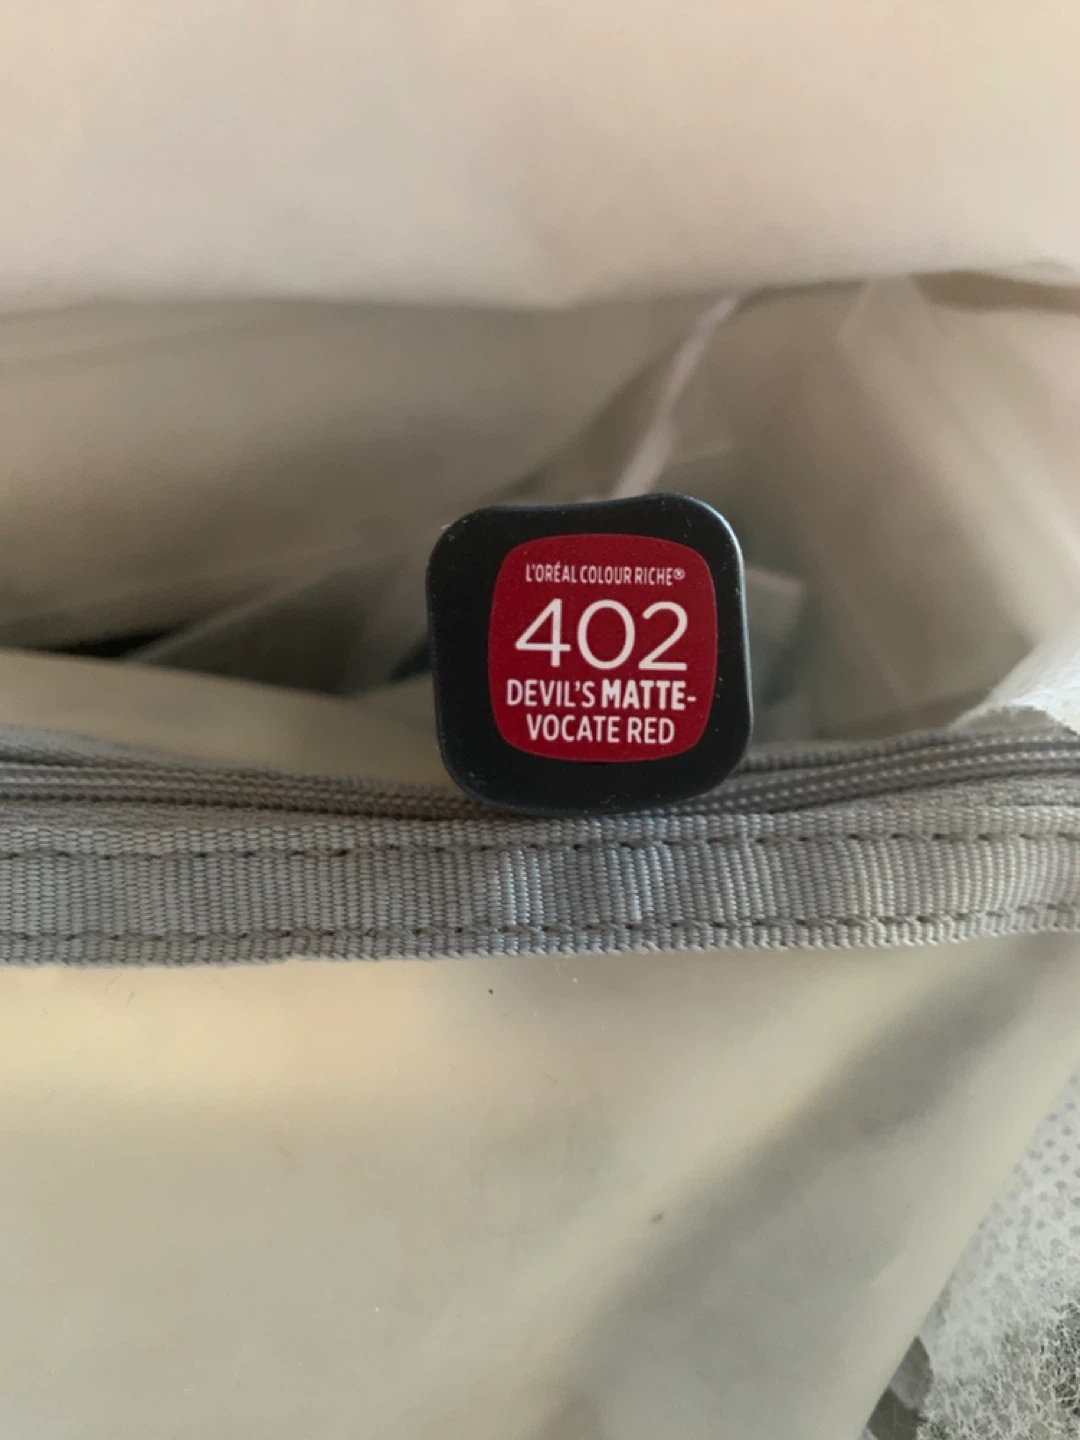 L'ORÉAL COLOUR RICHE®
402
DEVIL'S MATTE-
VOCATE RED